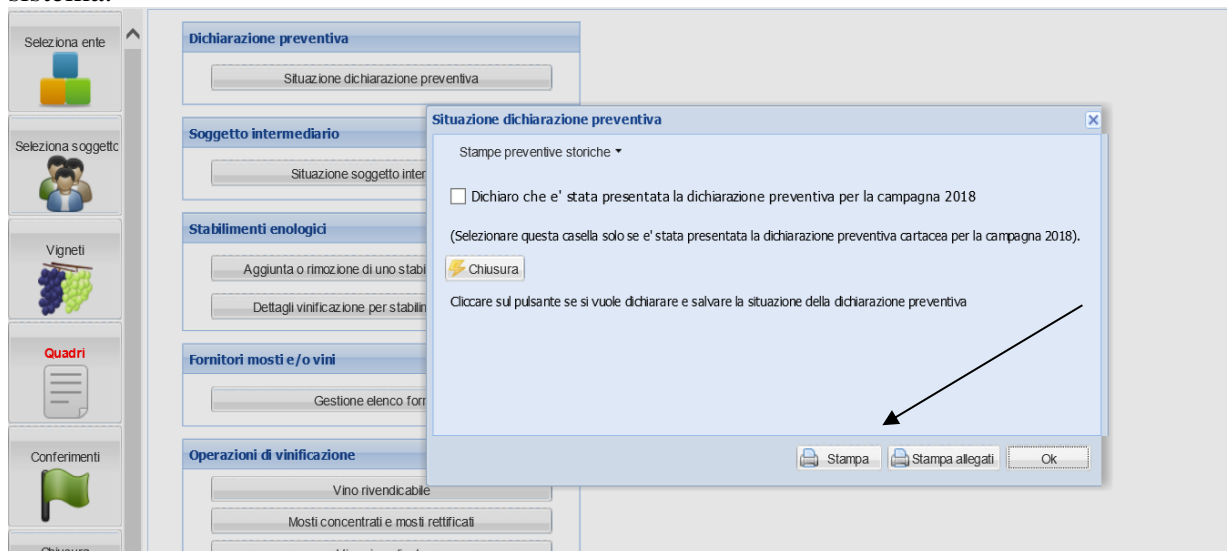 sistema.
Seleziona ente
Seleziona soggetto
Vigneti
Quadri
Conferimenti
Chiusura
Dichiarazione preventiva
Situazione dichiarazione preventiva
Soggetto intermediario
Situazione soggetto inter
Stabilimenti enologici
Aggiunta o rimozione di uno stabi
Dettagli vinificazione per stabilin
Fornitori mosti e/o vini
Gestione elenco forr
Operazioni di vinificazione
Vino rivendicabile
Mosti concentrati e mosti rettificati
Situazione dichiarazione preventiva
Stampe preventive storiche
Dichiaro che e' stata presentata la dichiarazione preventiva per la campagna 2018
(Selezionare questa casella solo se e' stata presentata la dichiarazione preventiva cartacea per la campagna 2018).
Chiusura
Cliccare sul pulsante se si vuole dichiarare e salvare la situazione della dichiarazione preventiva
Stampa
Stampa allegati
Ok